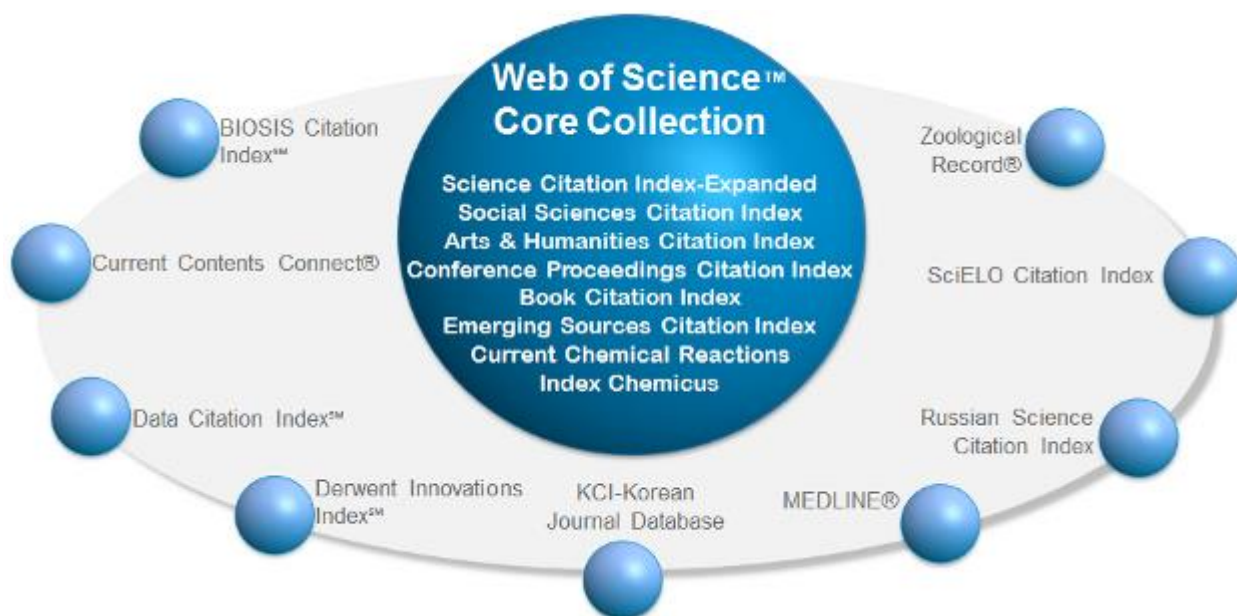 Web of Science™
Core Collection
Science Citation Index-Expanded
Social Sciences Citation Index
Arts & Humanities Citation Index
Conference Proceedings Citation Index
Book Citation Index
Emerging Sources Citation Index
Current Chemical Reactions
Index Chemicus
BIOSIS Citation
Index℠
Current Contents Connect®
Data Citation Index℠
Derwent Innovations
Index℠
KCI-Korean
Journal Database
MEDLINE®
Russian Science
Citation Index
SciELO Citation Index
Zoological
Record®